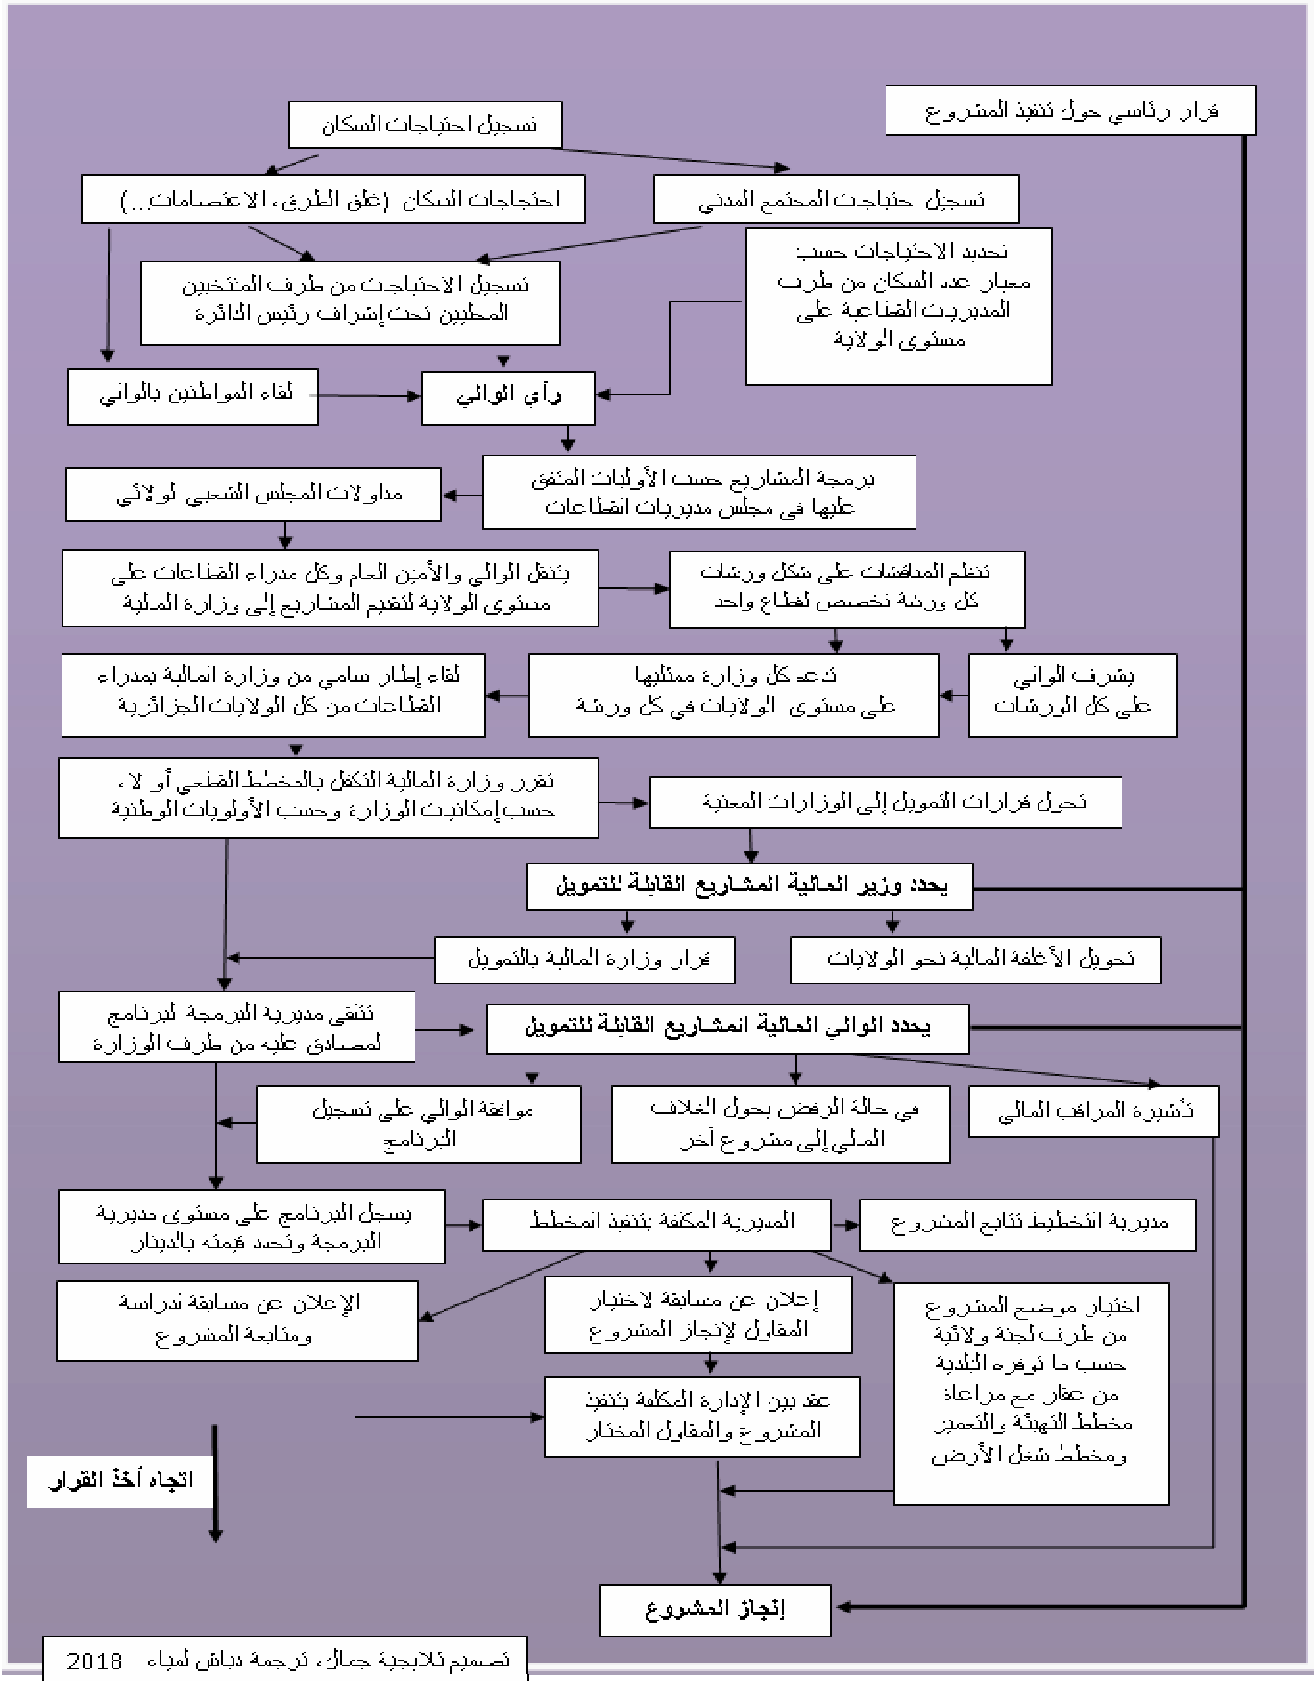 قرار رئاسي حول تنفيذ المشروع
تسجيل احتياجات السكان
احتجاجات السكان (غلق الطرق، الاعتصامات...)
تسجيل احتياجات المجتمع المدني
تحديد الاحتياجات حسب
معيار عدد السكان من طرف
المديريات القطاعية على
مستوى الولاية
تسجيل الاحتياجات من طرف المنتخبين
المحليين تحت إشراف رئيس الدائرة
لقاء المواطنين بالوالي
رأي الوالي
برمجة المشاريع حسب الأوليات المتفق
عليها في مجلس مديريات القطاعات
مداولات المجلس الشعبي لولائي
يتنقل الوالي والأمين العام وكل مدراء القطاعات على
مستوى الولاية لتقديم المشاريع إلى وزارة المالية
تنظم المناقشات على شكل ورشات
كل ورشة تخصص لقطاع واحد
يشرف الوالي
على كل الورشات
تدعد كل وزارة ممثليها
على مستوى الولايات في كل ورشة
لقاء إطار سامي من وزارة المالية بمدراء
القطاعات من كل الولايات الجزائرية
تقرر وزارة المالية التكفل بالمخطط القطعي أو لا،
حسب إمكانيات الوزارة وحسب الأولويات الوطنية
تحول قرارات التمويل إلى الوزارات المعنية
يحدد وزير المالية المشاريع القابلة للتمويل
قرار وزارة المالية بالتمويل
تحويل الأغلفة المالية نحو الولايات
تتلقى مديرية البرمجة لبرنامج
لمصادق عليه من طرف الوزارة
يحدد الوالي المالية المشاريع القابلة للتمويل
موافقة الوالي على تسجيل
البرنامج
في حالة الرفض يحول الغلاف
المالي إلى مشروع آخر
تأشيرة المراقب المالي
يسجل البرنامج على مستوى مديرية
البرمجة وتحدد قيمته بالدينار
المديرية المكلفة بتنفيذ المخطط
مديرية التخطيط تتابع المشروع
الإعلان عن مسابقة لدراسة
ومتابعة المشروع
إعلان عن مسابقة لاختيار
المقاول لإنجاز المشروع
اختيار موضع المشروع
من طرف لجنة ولائية
حسب ما توفره البلدية
من عقار مع مراعاة
مخطط التهيئة والتعمير
ومخطط شغل الأرض
عقد بين الإدارة المكلفة بتنفيذ
المشروع والمقاول المختار
اتجاه أخذ القرار
إنجاز المشروع
تصميم تلايجية جمال، ترجمة دباش لمياء 2018